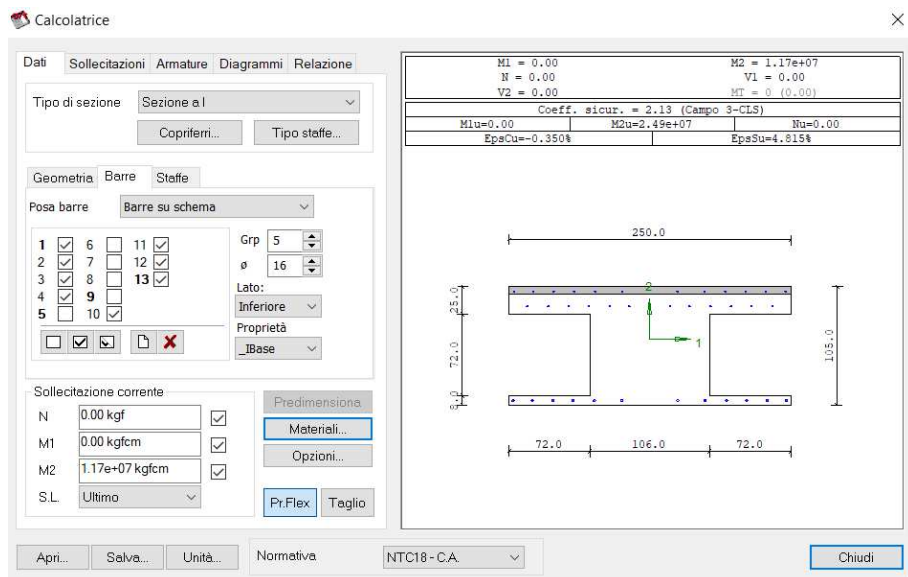 Calcolatrice
Dati Sollecitazioni Armature Diagrammi Relazione
Tipo di sezione Sezione a I
Copriferri... Tipo staffe...
Geometria Barre Staffe
Posa barre Barre su schema
1 6 11
2 7 12
3 8 13
4 9
5 10
Grp 5
ø 16
Lato:
Inferiore
Proprietà
_IBase
Sollecitazione corrente
N 0.00 kgf
M1 0.00 kgfcm
M2 1.17e+07 kgfcm
S.L. Ultimo
Predimensiona
Materiali...
Opzioni...
Pr.Flex Taglio
M1 = 0.00 M2 = 1.17e+07
N = 0.00 V1 = 0.00
V2 = 0.00 MT = 0 (0.00)
Coeff. sicur. = 2.13 (Campo 3-CLS)
M1u=0.00 M2u=2.49e+07 Nu=0.00
EpsCu=-0.350% EpsSu=4.815%
250.0
2
25.0
1
72.0
105.0
72.0 106.0 72.0
Apri... Salva... Unità... Normativa NTC18 - C.A. Chiudi